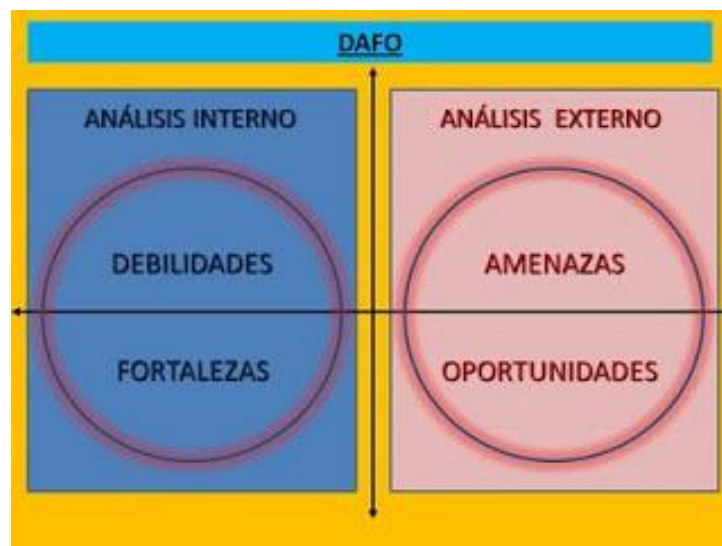 DAFO
ANÁLISIS INTERNO
DEBILIDADES
FORTALEZAS
ANÁLISIS EXTERNO
AMENAZAS
OPORTUNIDADES